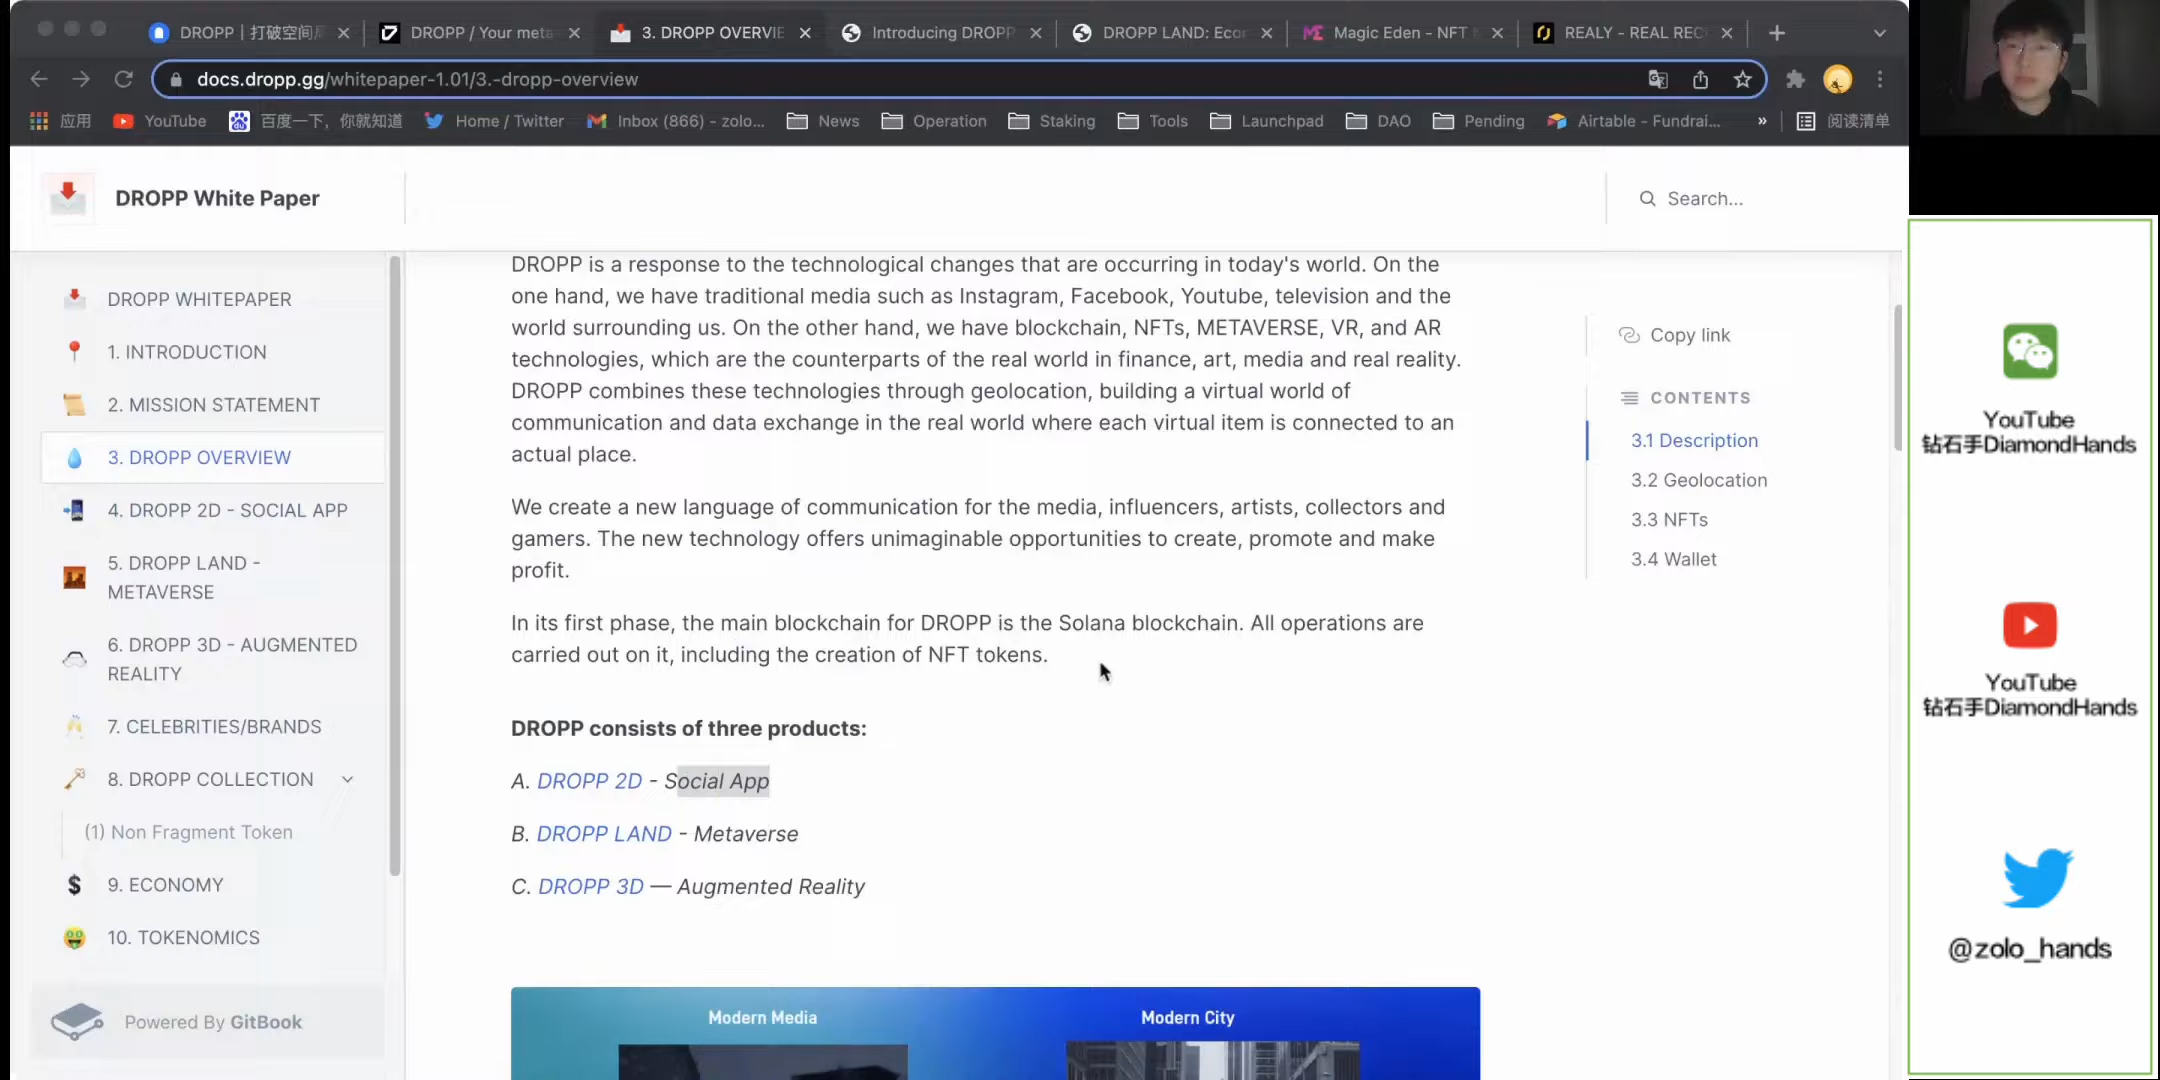 DROPP | 打破空间
DROPP / Your meta
3. DROPP OVERVIE
Introducing DROPP
DROPP LAND: Econ
Magic Eden - NFT
REALY - REAL REC
docs.dropp.gg/whitepaper-1.01/3.-dropp-overview
应用
YouTube
百度一下，你就知道
Home / Twitter
Inbox (866) - zolo...
News
Operation
Staking
Tools
Launchpad
DAO
Pending
Airtable - Fundrai...
»
阅读清单
DROPP White Paper
Search...
DROPP WHITEPAPER
1. INTRODUCTION
2. MISSION STATEMENT
3. DROPP OVERVIEW
4. DROPP 2D - SOCIAL APP
5. DROPP LAND -
METAVERSE
6. DROPP 3D - AUGMENTED
REALITY
7. CELEBRITIES/BRANDS
8. DROPP COLLECTION
(1) Non Fragment Token
9. ECONOMY
10. TOKENOMICS
Powered By GitBook
DROPP is a response to the technological changes that are occurring in today's world. On the
one hand, we have traditional media such as Instagram, Facebook, Youtube, television and the
world surrounding us. On the other hand, we have blockchain, NFTs, METAVERSE, VR, and AR
technologies, which are the counterparts of the real world in finance, art, media and real reality.
DROPP combines these technologies through geolocation, building a virtual world of
communication and data exchange in the real world where each virtual item is connected to an
actual place.
We create a new language of communication for the media, influencers, artists, collectors and
gamers. The new technology offers unimaginable opportunities to create, promote and make
profit.
In its first phase, the main blockchain for DROPP is the Solana blockchain. All operations are
carried out on it, including the creation of NFT tokens.
DROPP consists of three products:
A. DROPP 2D - Social App
B. DROPP LAND - Metaverse
C. DROPP 3D — Augmented Reality
Modern Media
Modern City
Copy link
CONTENTS
3.1 Description
3.2 Geolocation
3.3 NFTs
3.4 Wallet
YouTube
钻石手DiamondHands
YouTube
钻石手DiamondHands
@zolo_hands